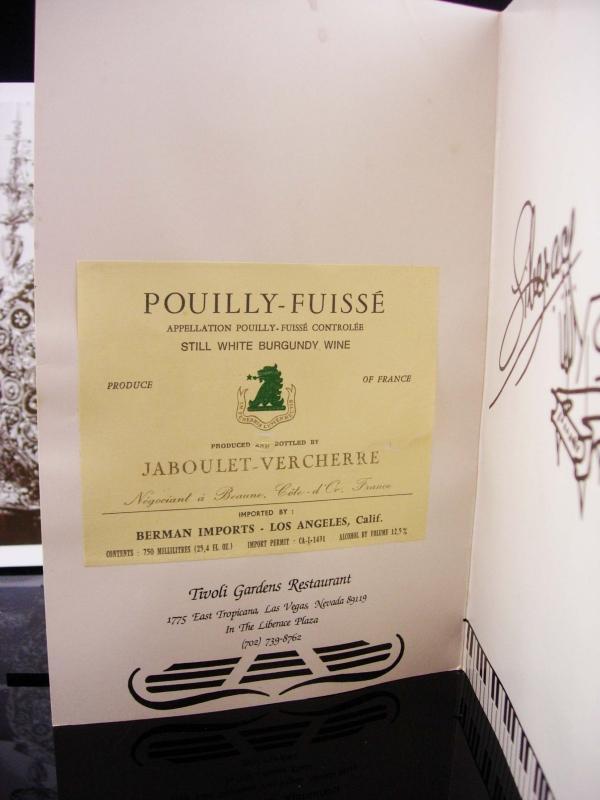 POUILLY-FUISSÉ
APPELLATION POUILLY-FUISSÉ CONTROLÉE
STILL WHITE BURGUNDY WINE
PRODUCE OF FRANCE
PRODUCED AND BOTTLED BY
JABOULET-VERCHERRE
Négociant à Beaune, Côte-d'Or, France
IMPORTED BY :
BERMAN IMPORTS - LOS ANGELES, Calif.
CONTENTS : 750 MILLILITRES (25,4 FL. OZ.) IMPORT PERMIT - CA-I-1491 ALCOHOL BY VOLUME 12,5%
Tivoli Gardens Restaurant
1775 East Tropicana, Las Vegas, Nevada 89119
In The Liberace Plaza
(702) 739-8762
Liberace